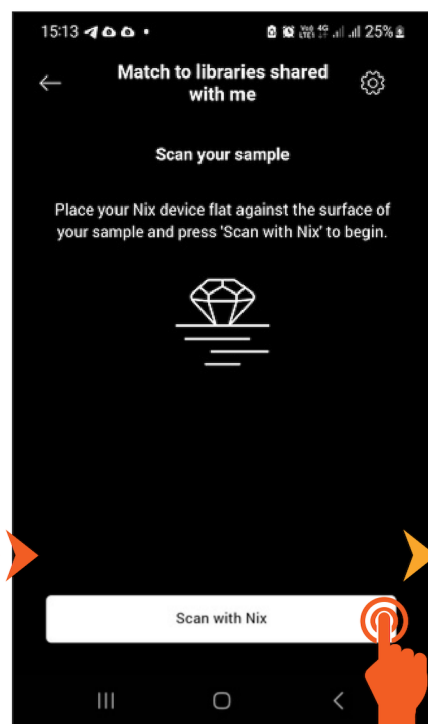 15:13 25%
Match to libraries shared
with me
Scan your sample
Place your Nix device flat against the surface of
your sample and press 'Scan with Nix' to begin.
Scan with Nix